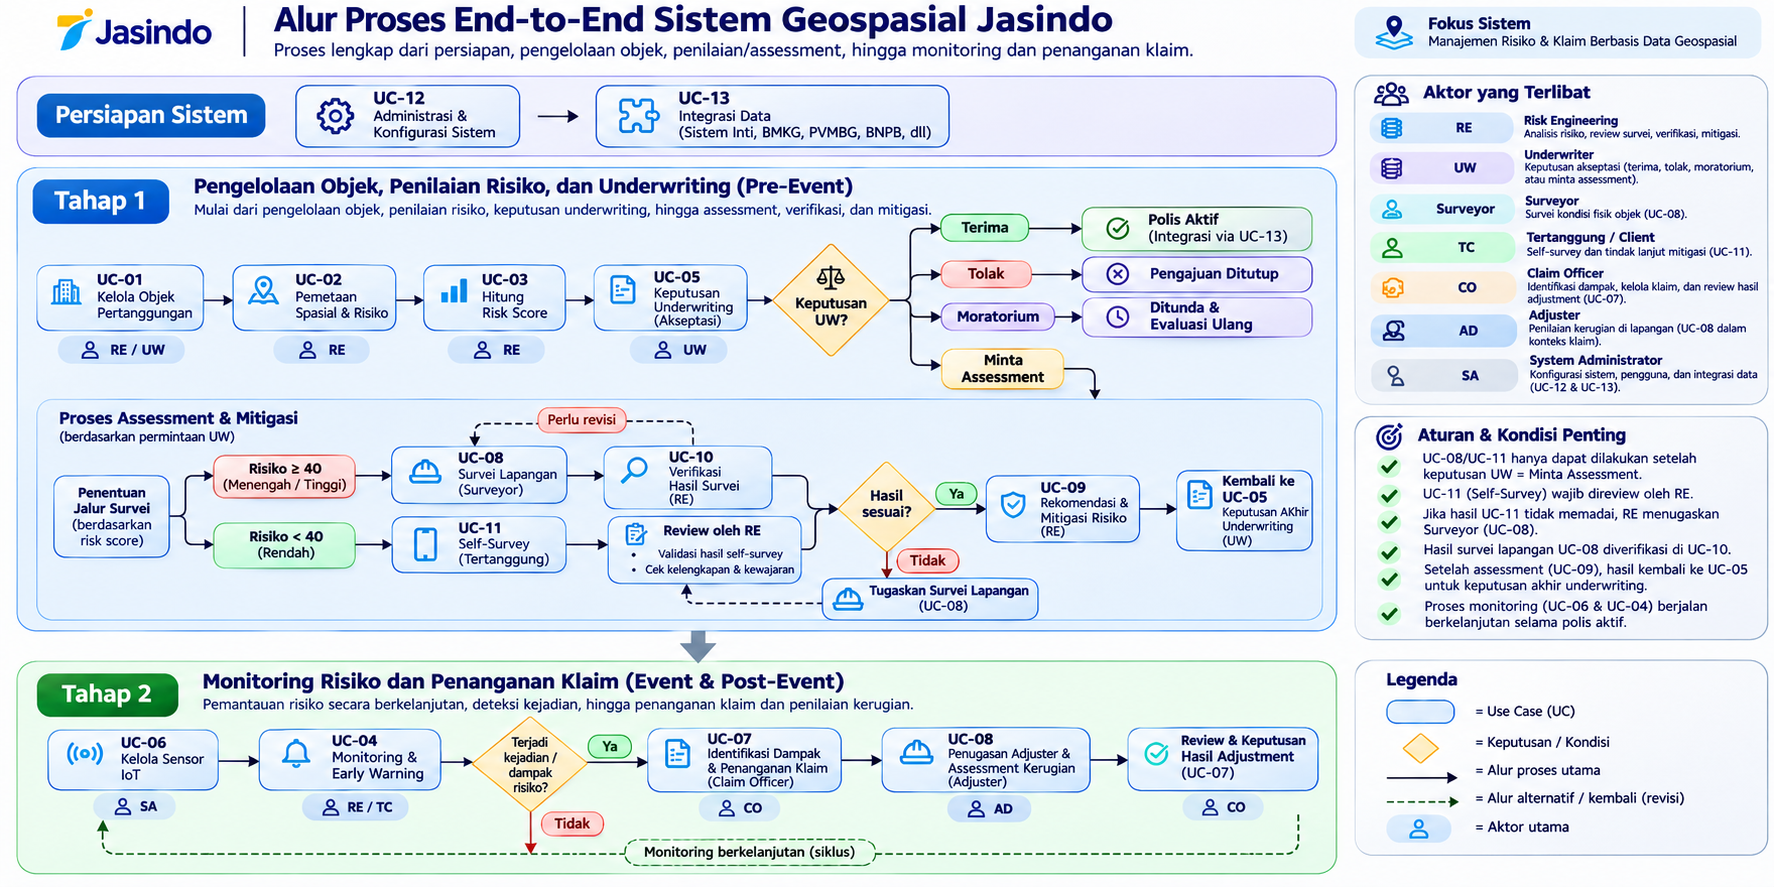 Jasindo
Alur Proses End-to-End Sistem Geospasial Jasindo
Proses lengkap dari persiapan, pengelolaan objek, penilaian/assessment, hingga monitoring dan penanganan klaim.
Fokus Sistem
Manajemen Risiko & Klaim Berbasis Data Geospasial
Persiapan Sistem
UC-12
Administrasi &
Konfigurasi Sistem
UC-13
Integrasi Data
(Sistem Inti, BMKG, PVMBG, BNPB, dll)
Tahap 1
Pengelolaan Objek, Penilaian Risiko, dan Underwriting (Pre-Event)
Mulai dari pengelolaan objek, penilaian risiko, keputusan underwriting, hingga assessment, verifikasi, dan mitigasi.
UC-01
Kelola Objek
Pertanggungan
RE / UW
UC-02
Pemetaan
Spasial & Risiko
RE
UC-03
Hitung
Risk Score
RE
UC-05
Keputusan
Underwriting
(Akseptasi)
UW
Keputusan
UW?
Terima
Polis Aktif
(Integrasi via UC-13)
Tolak
Pengajuan Ditutup
Moratorium
Ditunda &
Evaluasi Ulang
Minta
Assessment
Proses Assessment & Mitigasi
(berdasarkan permintaan UW)
Perlu revisi
Penentuan
Jalur Survei
(berdasarkan
risk score)
Risiko ≥ 40
(Menengah / Tinggi)
UC-08
Survei Lapangan
(Surveyor)
UC-10
Verifikasi
Hasil Survei
(RE)
Risiko < 40
(Rendah)
UC-11
Self-Survey
(Tertanggung)
Review oleh RE
• Validasi hasil self-survey
• Cek kelengkapan & kewajaran
Hasil
sesuai?
Ya
UC-09
Rekomendasi &
Mitigasi Risiko
(RE)
Kembali ke
UC-05
Keputusan AKhir
Underwriting
(UW)
Tidak
Tugaskan Survei Lapangan
(UC-08)
Tahap 2
Monitoring Risiko dan Penanganan Klaim (Event & Post-Event)
Pemantauan risiko secara berkelanjutan, deteksi kejadian, hingga penanganan klaim dan penilaian kerugian.
UC-06
Kelola Sensor
IoT
SA
UC-04
Monitoring &
Early Warning
RE / TC
Terjadi
kejadian /
dampak
risiko?
Ya
Tidak
UC-07
Identifikasi Dampak
& Penanganan Klaim
(Claim Officer)
CO
UC-08
Penugasan Adjuster &
Assessment Kerugian
(Adjuster)
AD
Review & Keputusan
Hasil Adjustment
(UC-07)
CO
Monitoring berkelanjutan (siklus)
Aktor yang Terlibat
RE
Risk Engineering
Analisis risiko, review survei, verifikasi, mitigasi.
UW
Underwriter
Keputusan akseptasi (terima, tolak, moratorium,
atau minta assessment).
Surveyor
Surveyor
Survei kondisi fisik objek (UC-08).
TC
Tertanggung / Client
Self-survey dan tindak lanjut mitigasi (UC-11).
CO
Claim Officer
Identifikasi dampak, kelola klaim, dan review hasil
adjustment (UC-07).
AD
Adjuster
Penilaian kerugian di lapangan (UC-08 dalam
konteks klaim).
SA
System Administrator
Konfigurasi sistem, pengguna, dan integrasi data
(UC-12 & UC-13).
Aturan & Kondisi Penting
UC-08/UC-11 hanya dapat dilakukan setelah
keputusan UW = Minta Assessment.
UC-11 (Self-Survey) wajib direview oleh RE.
Jika hasil UC-11 tidak memadai, RE menugaskan
Surveyor (UC-08).
Hasil survei lapangan UC-08 diverifikasi di UC-10.
Setelah assessment (UC-09), hasil kembali ke UC-05
untuk keputusan akhir underwriting.
Proses monitoring (UC-06 & UC-04) berjalan
berkelanjutan selama polis aktif.
Legenda
= Use Case (UC)
= Keputusan / Kondisi
= Alur proses utama
= Alur alternatif / kembali (revisi)
= Aktor utama